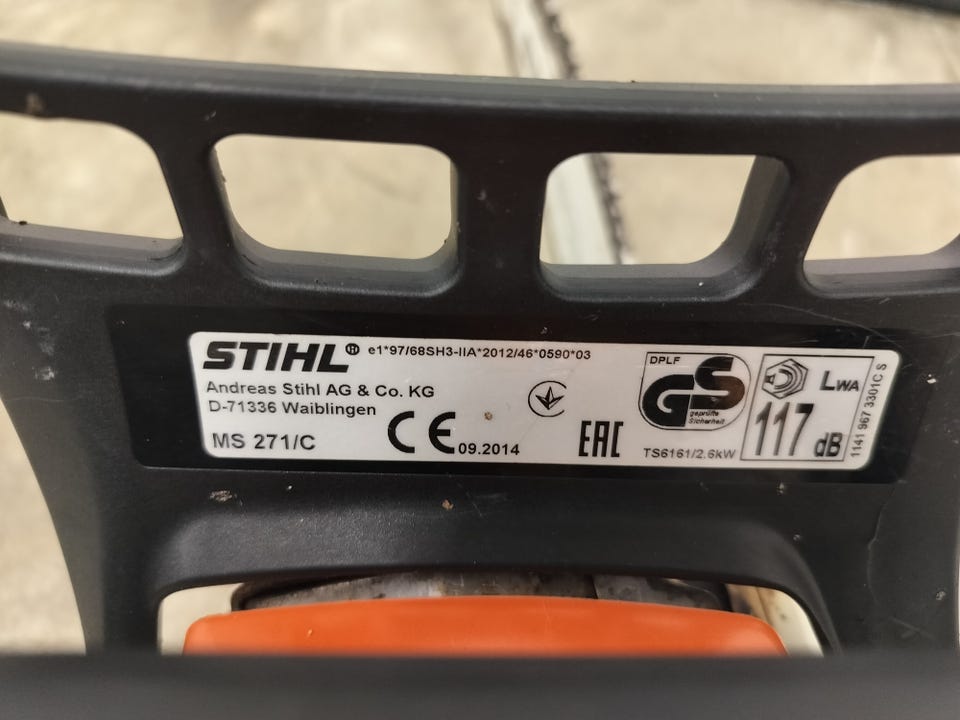 STIHL e1*97/68SH3-IIA*2012/46*0590*03
Andreas Stihl AG & Co. KG
D-71336 Waiblingen
MS 271/C
CE 09.2014
EAC
DPLF
GS
geprüfte
Sicherheit
TS6161/2.6kW
LWA
117 dB
1141 967 3301C S